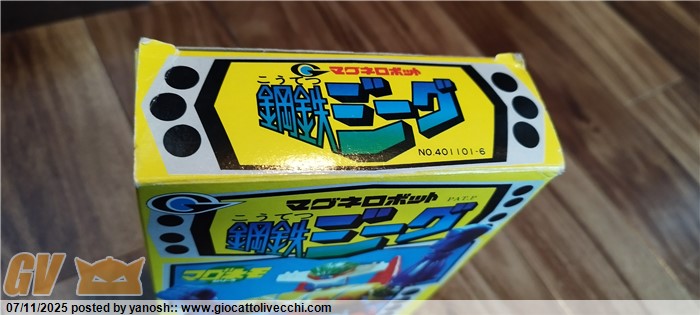 マグネロボット
こうてつ
鋼鉄ジーグ
NO.401101-6
マグネロボット
PAT.P
こうてつ
鋼鉄ジーグ
GV
07/11/2025 posted by yanosh:: www.giocattolivecchi.com